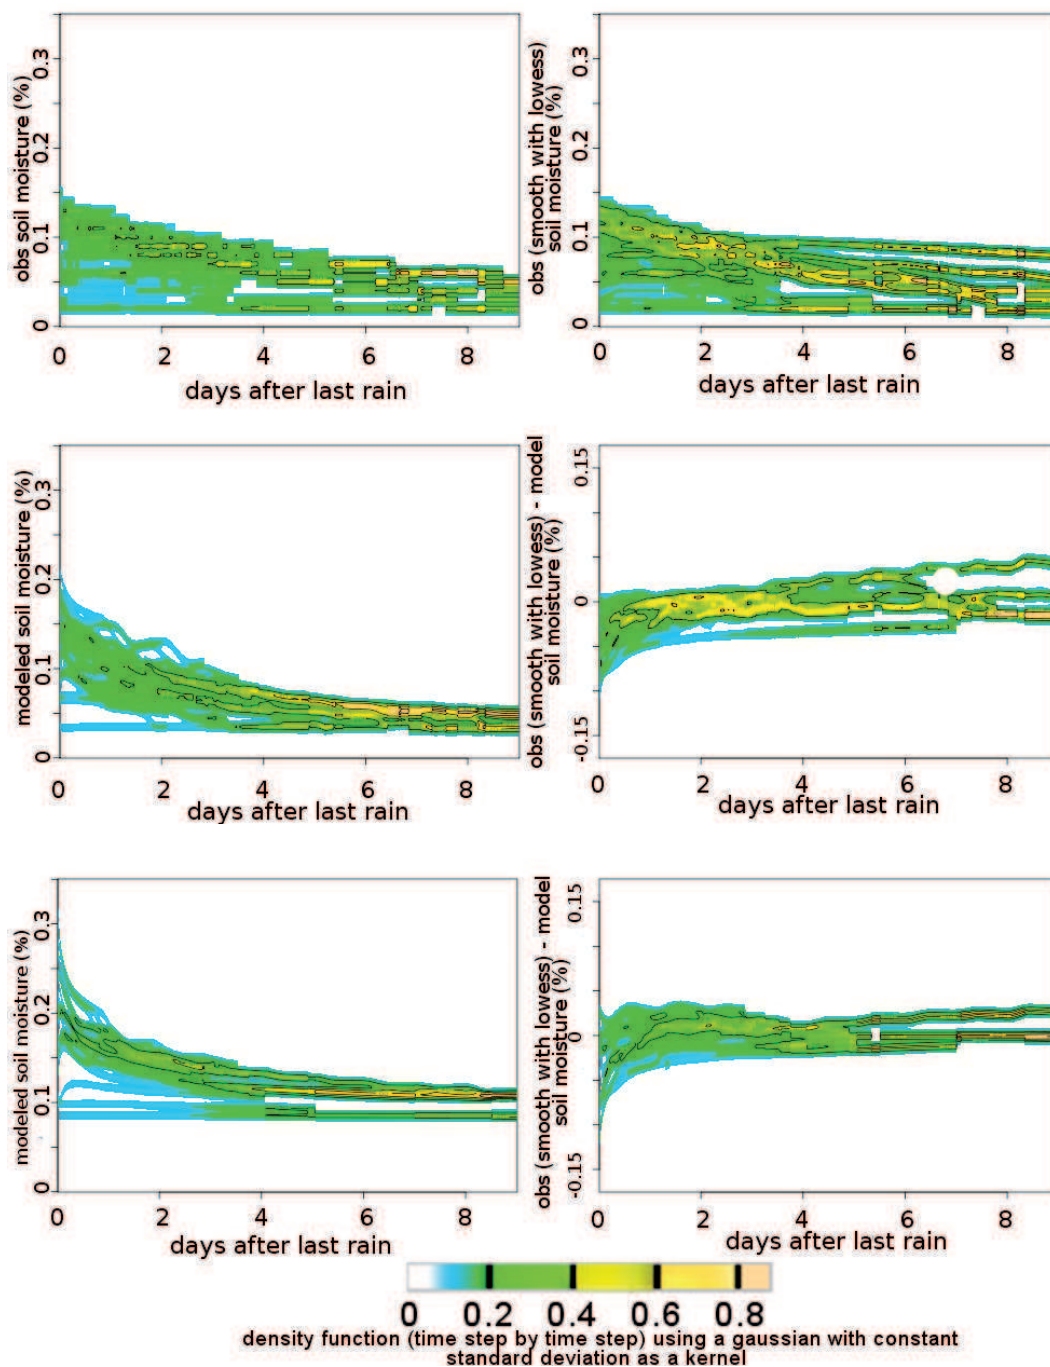 obs soil moisture (%)
0 0.1 0.2 0.3
0 2 4 6 8
days after last rain
obs (smooth with lowess)
soil moisture (%)
0 0.1 0.2 0.3
0 2 4 6 8
days after last rain
modeled soil moisture (%)
0 0.1 0.2 0.3
0 2 4 6 8
days after last rain
obs (smooth with lowess) - model
soil moisture (%)
-0.15 0 0.15
0 2 4 6 8
days after last rain
modeled soil moisture (%)
0 0.1 0.2 0.3
0 2 4 6 8
days after last rain
obs (smooth with lowess) - model
soil moisture (%)
-0.15 0 0.15
0 2 4 6 8
days after last rain
0 0.2 0.4 0.6 0.8
density function (time step by time step) using a gaussian with constant
standard deviation as a kernel